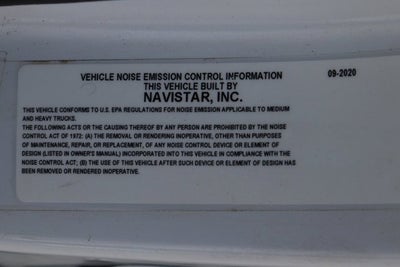 VEHICLE NOISE EMISSION CONTROL INFORMATION 09-2020
THIS VEHICLE BUILT BY
NAVISTAR, INC.
THIS VEHICLE CONFORMS TO U.S. EPA REGULATIONS FOR NOISE EMISSION APPLICABLE TO MEDIUM
AND HEAVY TRUCKS.
THE FOLLOWING ACTS OR THE CAUSING THEREOF BY ANY PERSON ARE PROHIBITED BY THE NOISE
CONTROL ACT OF 1972: (A) THE REMOVAL OR RENDERING INOPERATIVE, OTHER THAN FOR PURPOSES
OF MAINTENANCE, REPAIR, OR REPLACEMENT, OF ANY NOISE CONTROL DEVICE OR ELEMENT OF
DESIGN (LISTED IN OWNER'S MANUAL) INCORPORATED INTO THIS VEHICLE IN COMPLIANCE WITH THE
NOISE CONTROL ACT; (B) THE USE OF THIS VEHICLE AFTER SUCH DEVICE OR ELEMENT OF DESIGN HAS
BEEN REMOVED OR RENDERED INOPERATIVE.